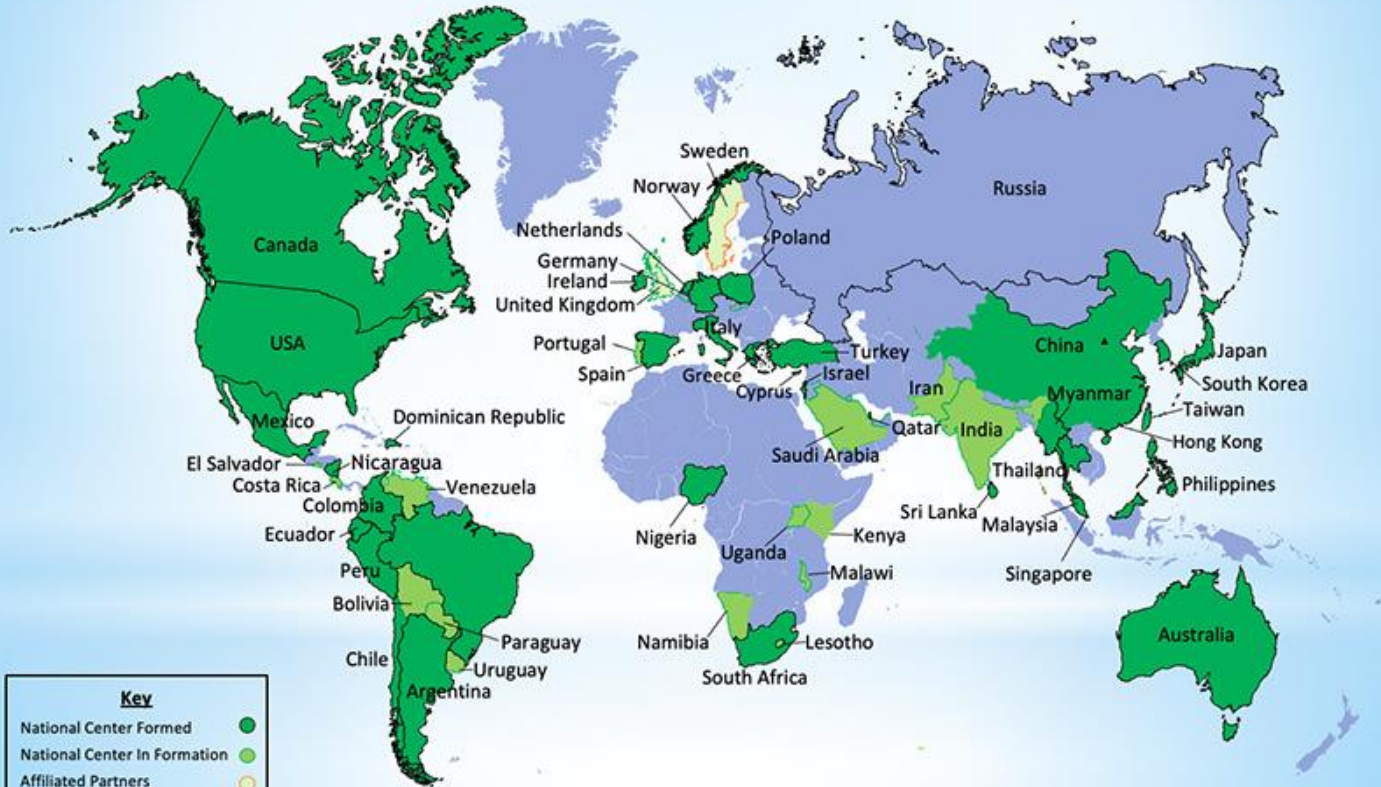 Sweden
Norway
Russia
Netherlands
Poland
Canada
Germany
Ireland
United Kingdom
Italy
USA
Portugal
Turkey
China
Japan
Spain
Greece
Israel
Cyprus
Iran
Myanmar
South Korea
Mexico
Dominican Republic
Taiwan
Qatar
India
Hong Kong
Saudi Arabia
El Salvador
Nicaragua
Thailand
Costa Rica
Venezuela
Philippines
Colombia
Sri Lanka
Malaysia
Ecuador
Nigeria
Kenya
Uganda
Peru
Malawi
Singapore
Bolivia
Paraguay
Namibia
Lesotho
Australia
Chile
Uruguay
South Africa
Argentina
Key
National Center Formed
National Center In Formation
Affiliated Partners